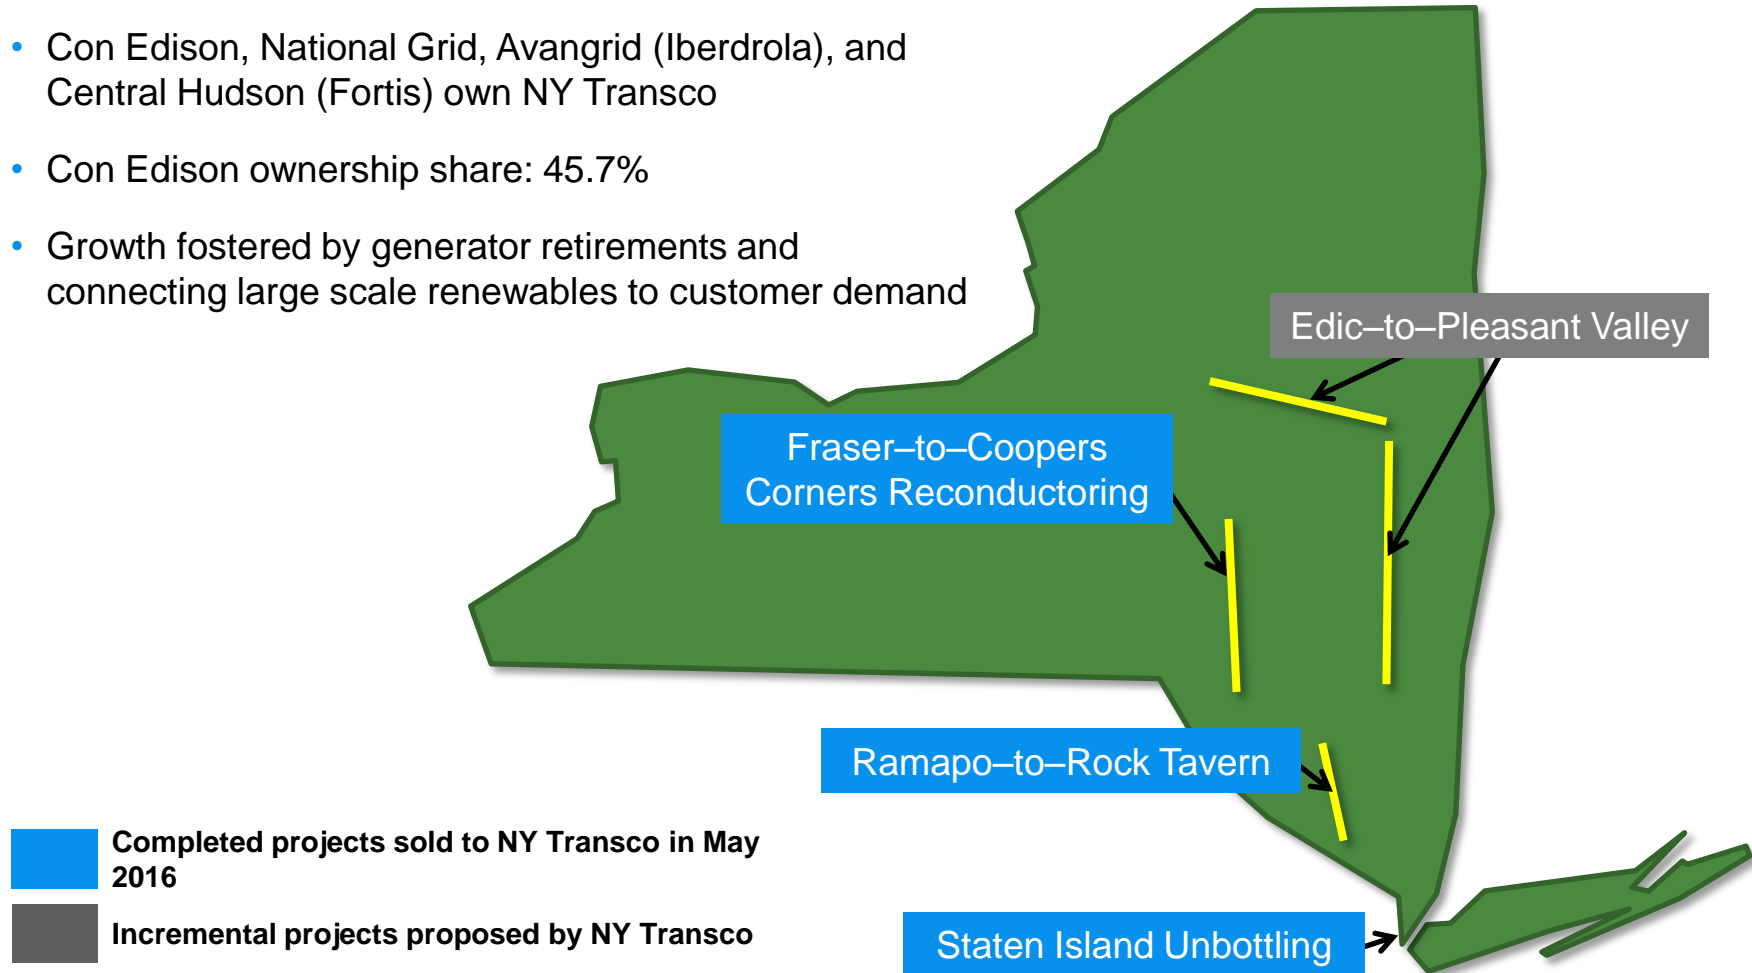 • Con Edison, National Grid, Avangrid (Iberdrola), and
Central Hudson (Fortis) own NY Transco
• Con Edison ownership share: 45.7%
• Growth fostered by generator retirements and
connecting large scale renewables to customer demand
Edic–to–Pleasant Valley
Fraser–to–Coopers
Corners Reconductoring
Ramapo–to–Rock Tavern
Completed projects sold to NY Transco in May
2016
Incremental projects proposed by NY Transco
Staten Island Unbottling